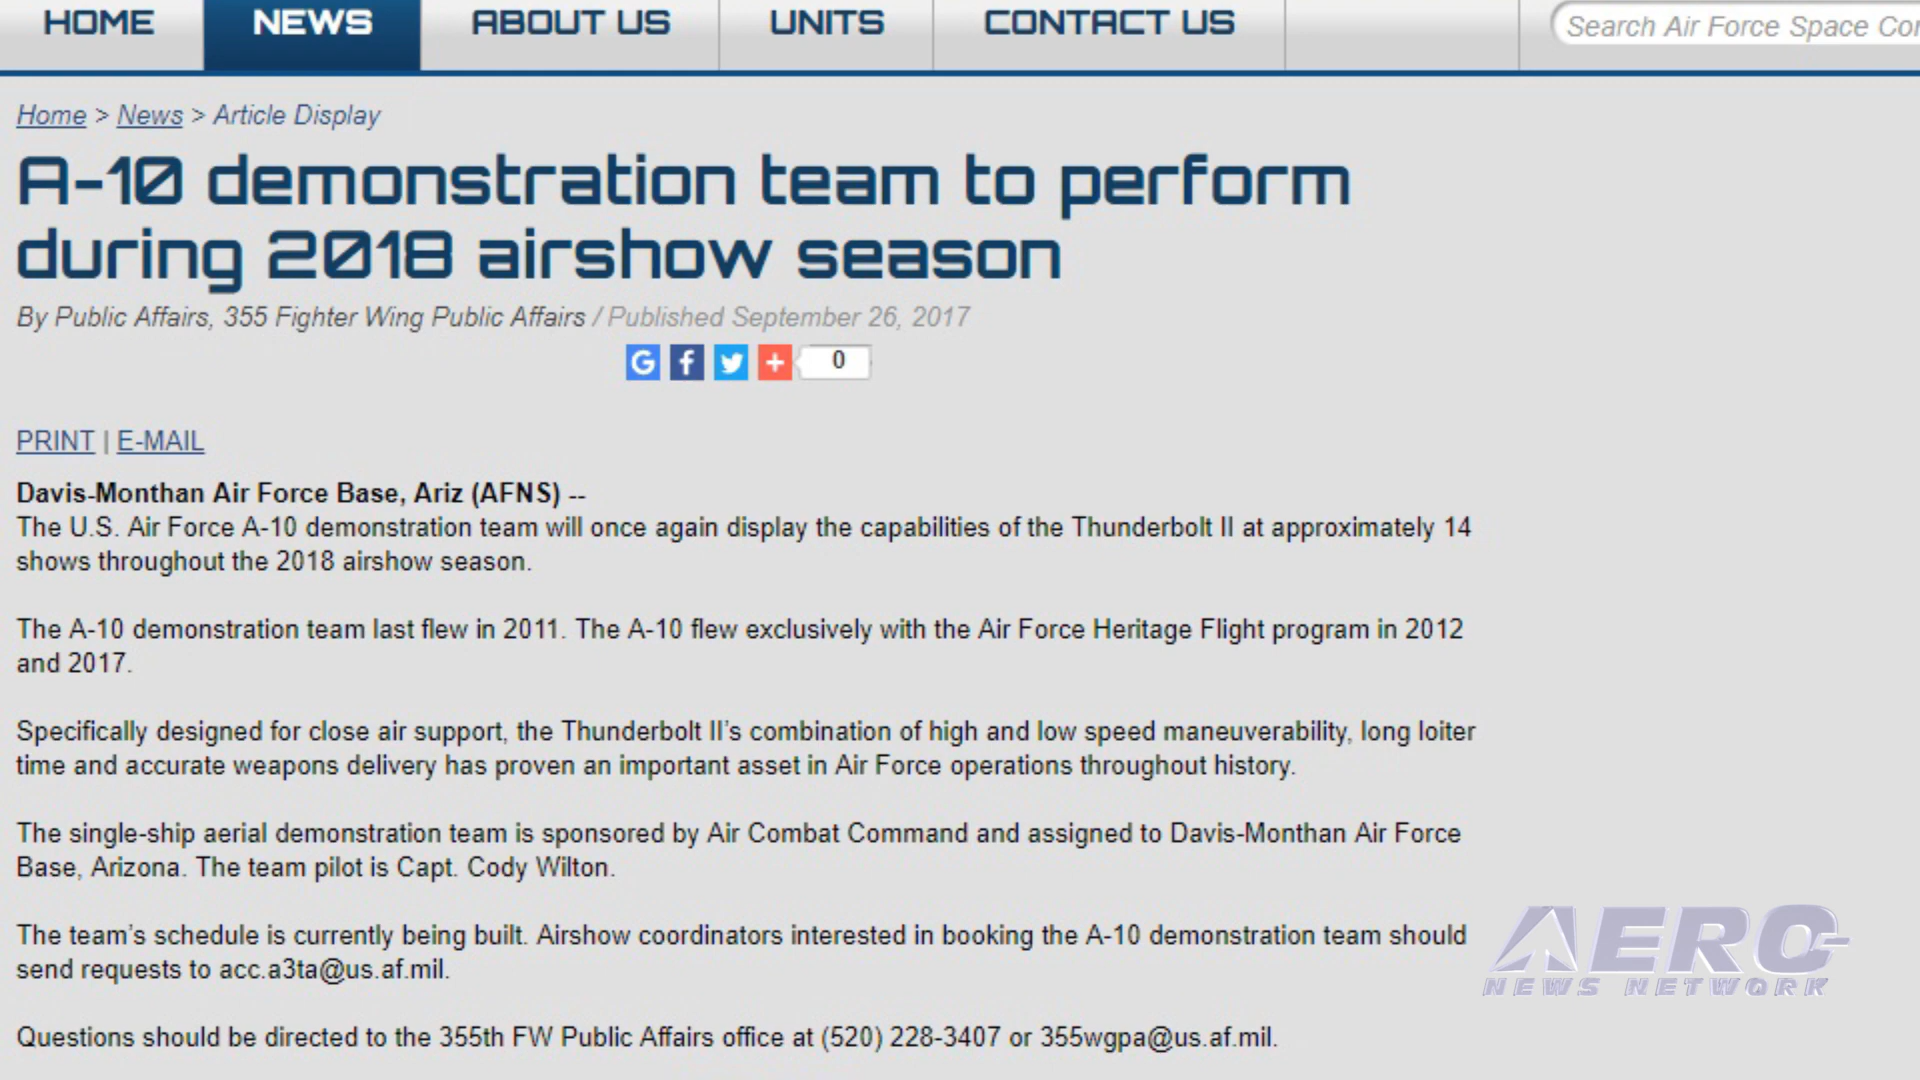 HOME NEWS ABOUT US UNITS CONTACT US Search Air Force Space
Home > News > Article Display
A-10 demonstration team to perform
during 2018 airshow season
By Public Affairs, 355 Fighter Wing Public Affairs / Published September 26, 2017
G f + 0
PRINT | E-MAIL
Davis-Monthan Air Force Base, Ariz (AFNS) --
The U.S. Air Force A-10 demonstration team will once again display the capabilities of the Thunderbolt II at approximately 14
shows throughout the 2018 airshow season.
The A-10 demonstration team last flew in 2011. The A-10 flew exclusively with the Air Force Heritage Flight program in 2012
and 2017.
Specifically designed for close air support, the Thunderbolt II’s combination of high and low speed maneuverability, long loiter
time and accurate weapons delivery has proven an important asset in Air Force operations throughout history.
The single-ship aerial demonstration team is sponsored by Air Combat Command and assigned to Davis-Monthan Air Force
Base, Arizona. The team pilot is Capt. Cody Wilton.
The team’s schedule is currently being built. Airshow coordinators interested in booking the A-10 demonstration team should
send requests to acc.a3ta@us.af.mil.
Questions should be directed to the 355th FW Public Affairs office at (520) 228-3407 or 355wgpa@us.af.mil.
AERO
NEWS NETWORK